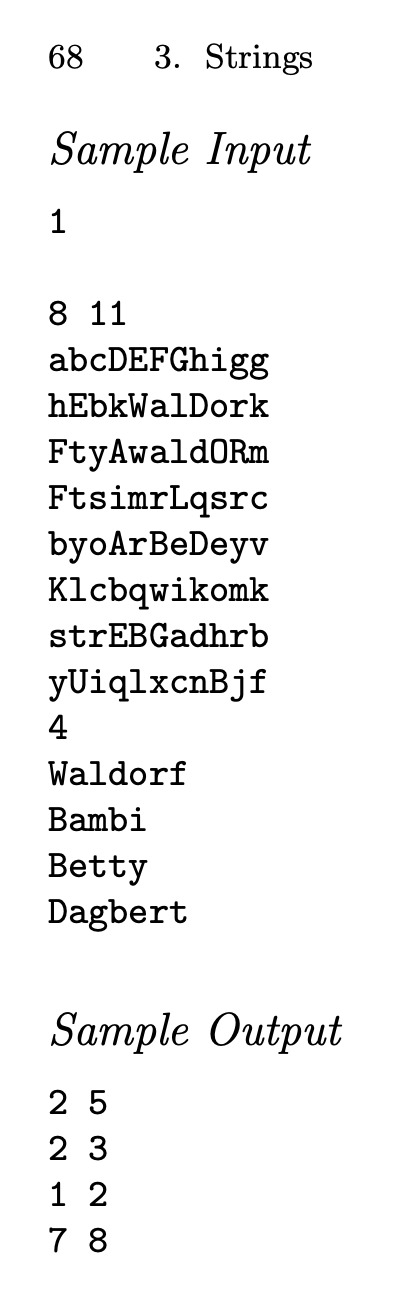 68 3. Strings
Sample Input
1
8 11
abcDEFGhigg
hEbkWalDork
FtyAwaldORm
FtsimrLqsrc
byoArBeDeyv
Klcbqwikomk
strEBGadhrb
yUiqlxcnBjf
4
Waldorf
Bambi
Betty
Dagbert
Sample Output
2 5
2 3
1 2
7 8